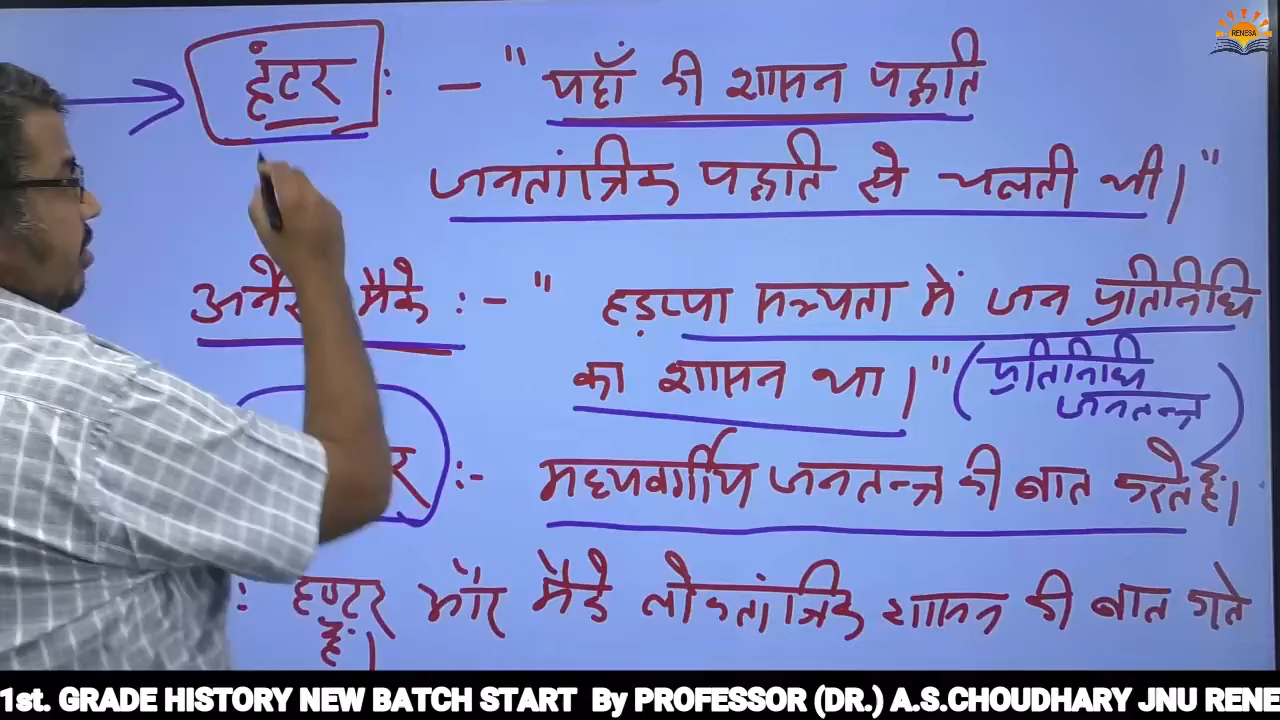 RENESA
हंटर : — " यहाँ की शासन पद्धति
जनतांत्रिक पद्धति से चलती थी। "
मैके :- " हड़प्पा सभ्यता में जन प्रतिनिधि
का शासन था। " (प्रतिनिधि
जनतन्त्र)
र :- मध्यवर्गीय जनतन्त्र की बात करते हैं।
: हण्टर और मैके लोकतांत्रिक शासन की बात करते
हैं।
1st. GRADE HISTORY NEW BATCH START By PROFESSOR (DR.) A.S.CHOUDHARY JNU RENE